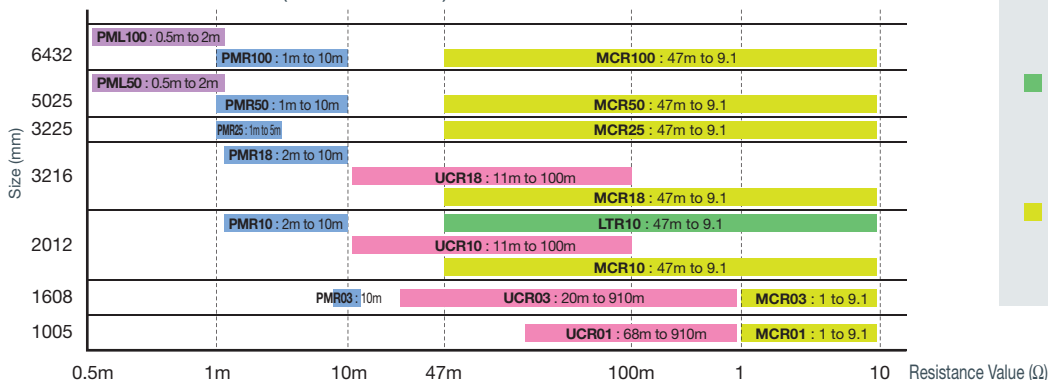 PML100 : 0.5m to 2m
6432
PMR100 : 1m to 10m
MCR100 : 47m to 9.1
PML50 : 0.5m to 2m
5025
PMR50 : 1m to 10m
MCR50 : 47m to 9.1
3225
PMR25 : 1m to 5m
MCR25 : 47m to 9.1
PMR18 : 2m to 10m
3216
UCR18 : 11m to 100m
MCR18 : 47m to 9.1
PMR10 : 2m to 10m
LTR10 : 47m to 9.1
2012
UCR10 : 11m to 100m
MCR10 : 47m to 9.1
1608
PMR03 : 10m
UCR03 : 20m to 910m
MCR03 : 1 to 9.1
1005
UCR01 : 68m to 910m
MCR01 : 1 to 9.1
Size (mm)
0.5m 1m 10m 47m 100m 1 10 Resistance Value (Ω)